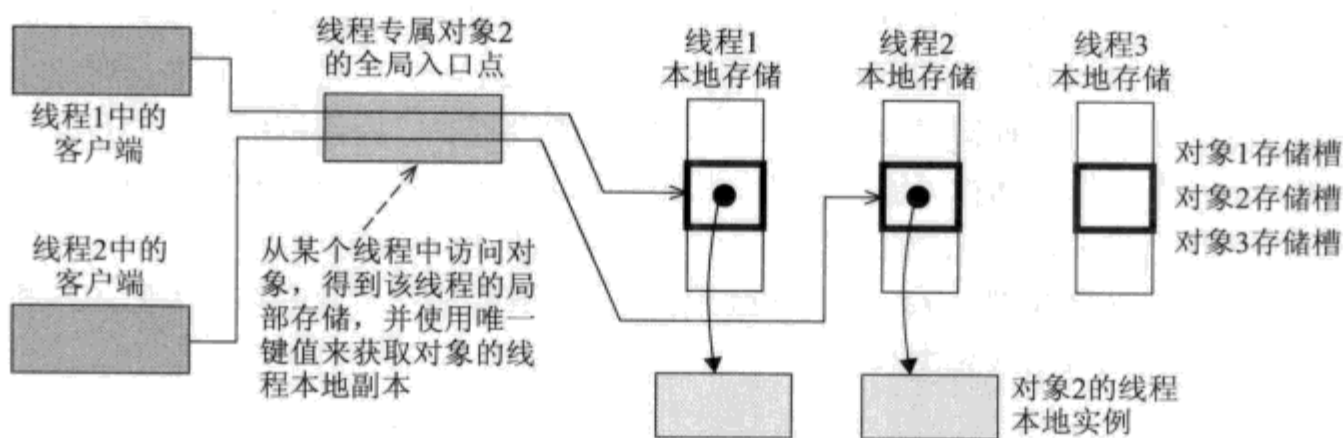 线程专属对象2
的全局入口点
线程1
本地存储
线程2
本地存储
线程3
本地存储
线程1中的
客户端
对象1存储槽
对象2存储槽
对象3存储槽
线程2中的
客户端
从某个线程中访问对
象，得到该线程的局
部存储，并使用唯一
键值来获取对象的线
程本地副本
对象2的线程
本地实例